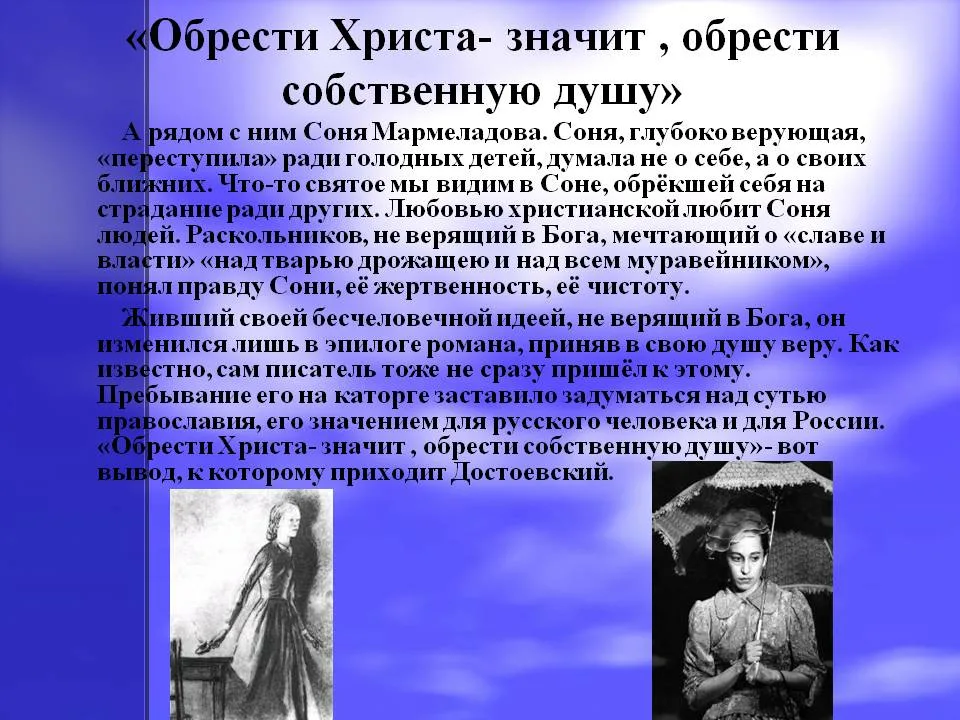 «Обрести Христа- значит , обрести
собственную душу»
А рядом с ним Соня Мармеладова. Соня, глубоко верующая,
«переступила» ради голодных детей, думала не о себе, а о своих
ближних. Что-то святое мы видим в Соне, обрёкшей себя на
страдание ради других. Любовью христианской любит Соня
людей. Раскольников, не верящий в Бога, мечтающий о «славе и
власти» «над тварью дрожащею и над всем муравейником»,
понял правду Сони, её жертвенность, её чистоту.
Живший своей бесчеловечной идеей, не верящий в Бога, он
изменился лишь в эпилоге романа, приняв в свою душу веру. Как
известно, сам писатель тоже не сразу пришёл к этому.
Пребывание его на каторге заставило задуматься над сутью
православия, его значением для русского человека и для России.
«Обрести Христа- значит , обрести собственную душу»- вот
вывод, к которому приходит Достоевский.